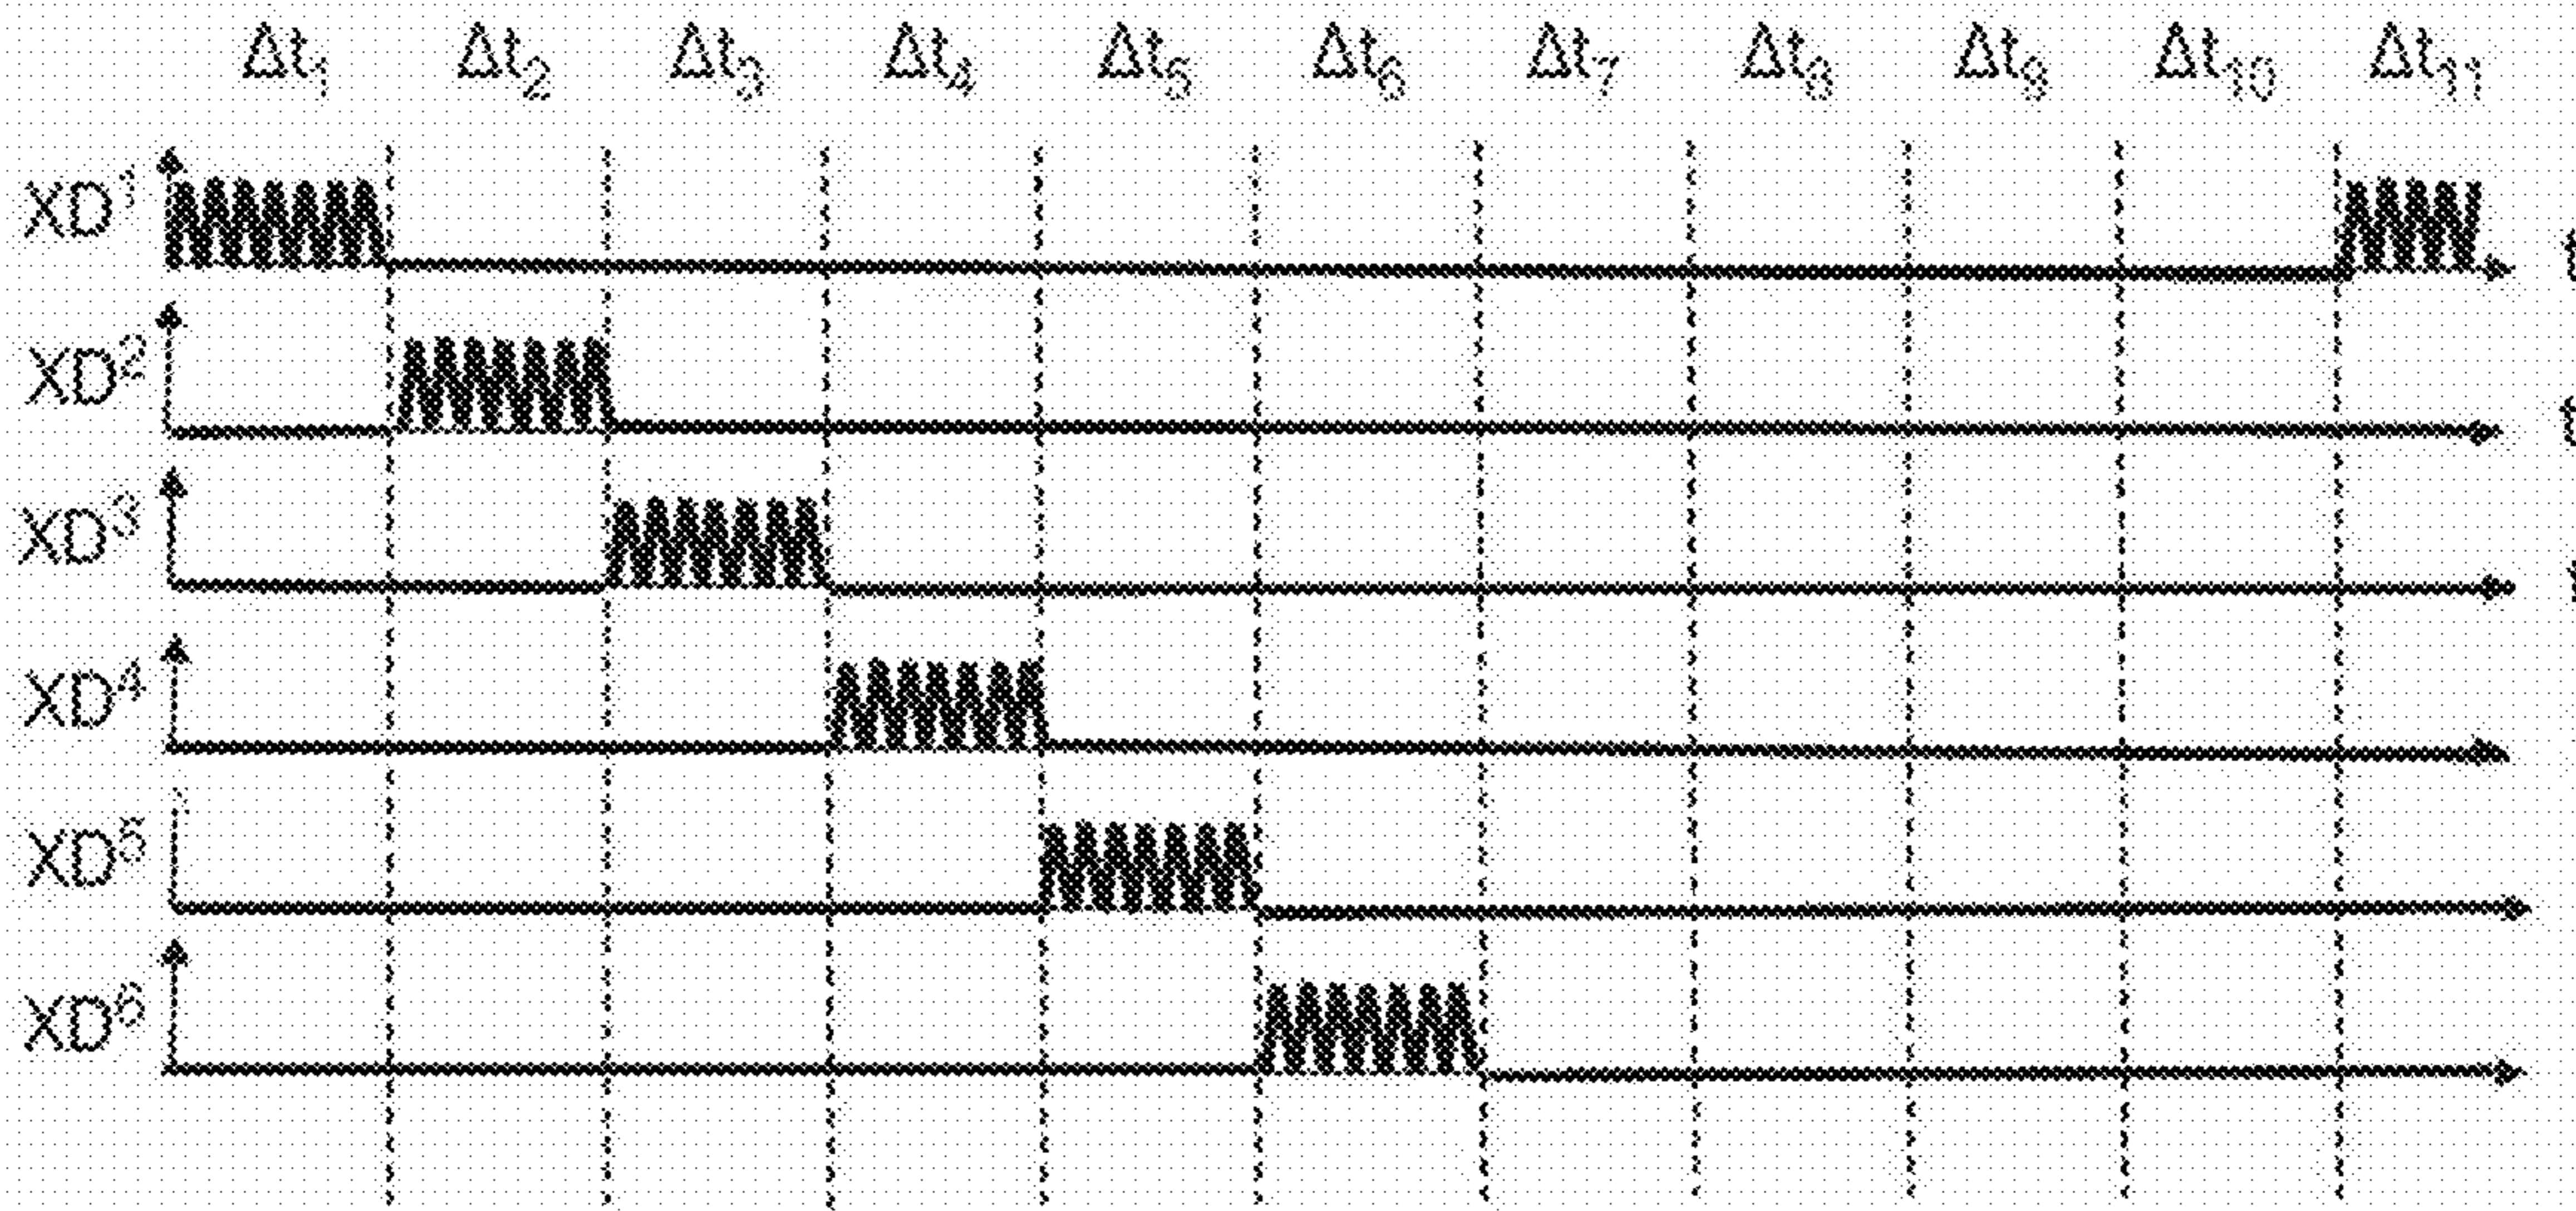 Δt₁ Δt₂ Δt₃ Δt₄ Δt₅ Δt₆ Δt₇ Δt₈ Δt₉ Δt₁₀ Δt₁₁
XD¹
t
XD²
t
XD³
XD⁴
XD⁵
XD⁶